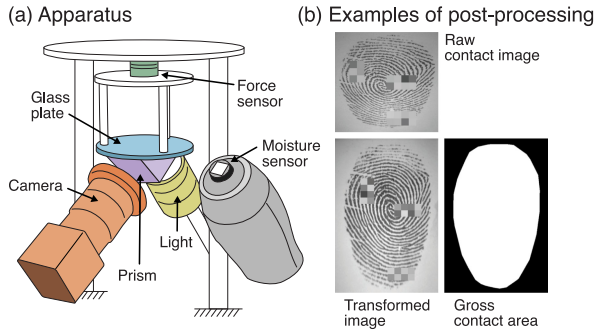 (a) Apparatus
Force
sensor
Glass
plate
Moisture
sensor
Camera
Light
Prism
(b) Examples of post-processing
Raw
contact image
Transformed
image
Gross
contact area